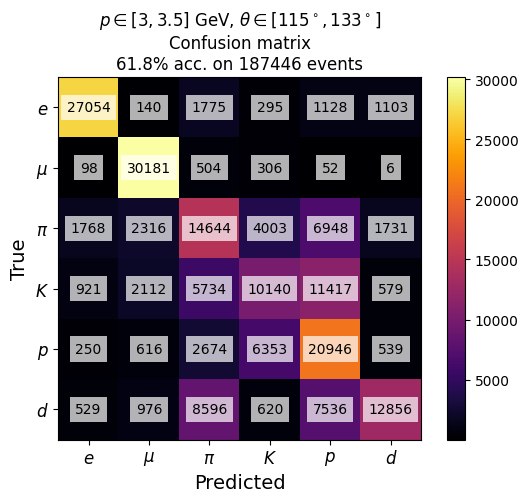 p ∈ [3, 3.5] GeV, θ ∈ [115°, 133°]
Confusion matrix
61.8% acc. on 187446 events
e 27054 140 1775 295 1128 1103
μ 98 30181 504 306 52 6
π 1768 2316 14644 4003 6948 1731
K 921 2112 5734 10140 11417 579
p 250 616 2674 6353 20946 539
d 529 976 8596 620 7536 12856
e μ π K p d
True
Predicted
30000
25000
20000
15000
10000
5000